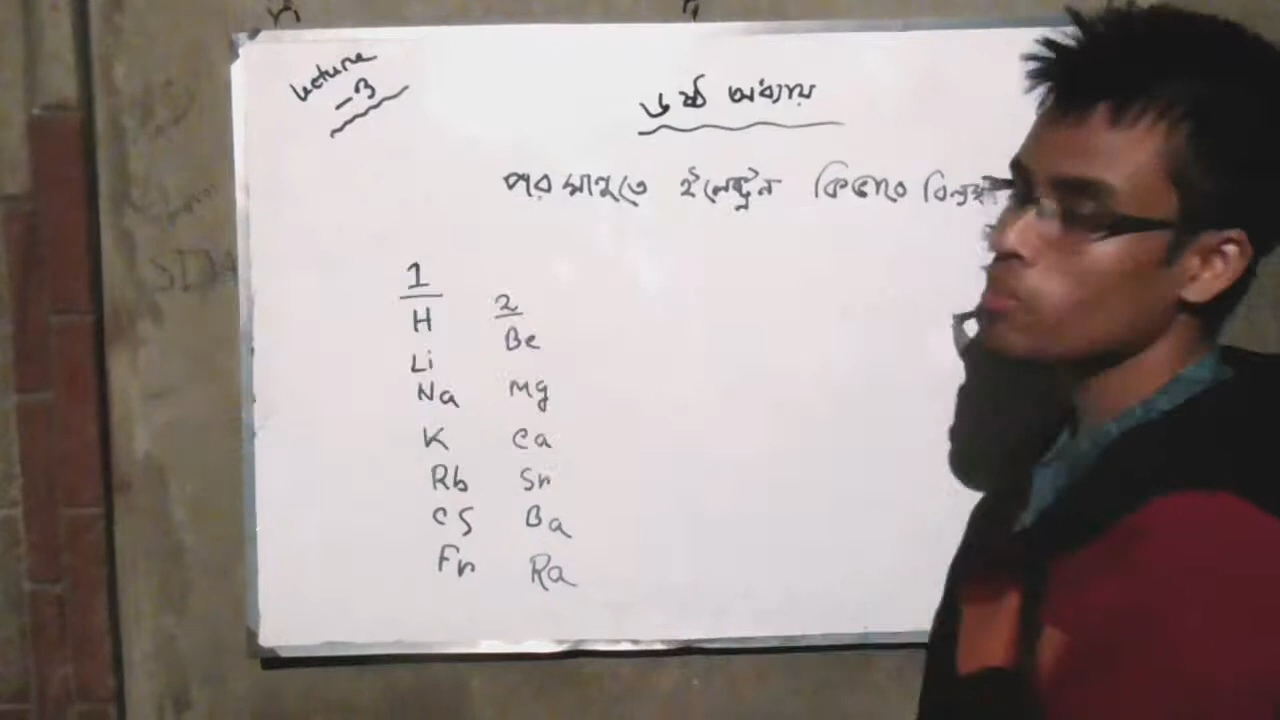 Lecture
-3
৬ষ্ঠ অধ্যায়
পরমানুতে ইলেক্ট্রন কিভাবে
1
H
Li
Na
K
Rb
Cs
Fr
2
Be
Mg
Ca
Sr
Ba
Ra